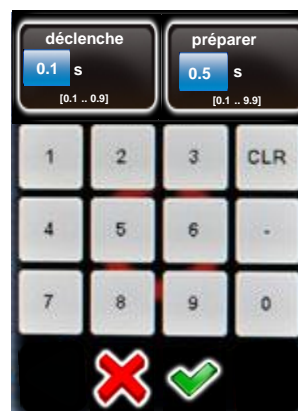 déclenche
0.1 s
[0.1 .. 0.9]
préparer
0.5 s
[0.1 .. 9.9]
1 2 3 CLR
4 5 6 -
7 8 9 0